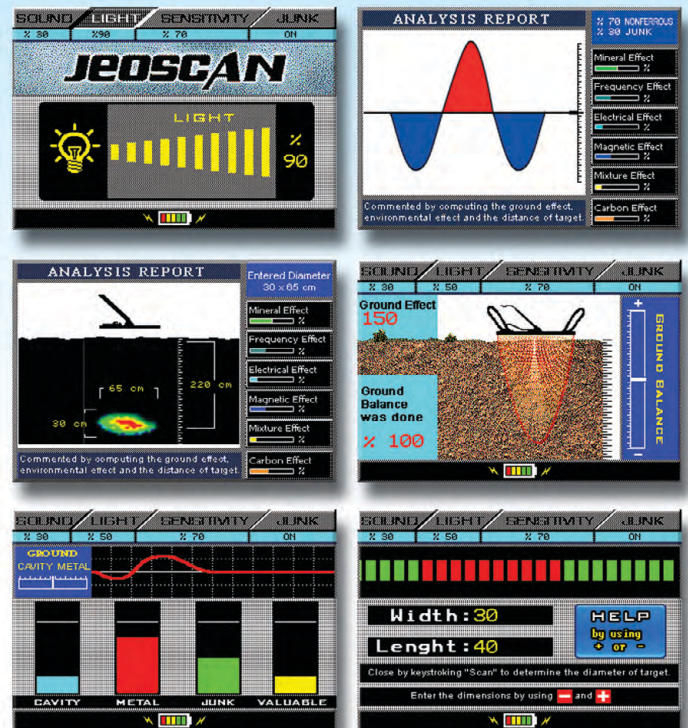 SOUND LIGHT SENSITIVITY JUNK
% 30 %90 % 70 ON
JEOSCAN
LIGHT
%
90
ANALYSIS REPORT
% 70 NONFERROUS
% 30 JUNK
Mineral Effect
%
Frequency Effect
%
Electrical Effect
%
Magnetic Effect
%
Mixture Effect
%
Carbon Effect
%
Commented by computing the ground effect,
environmental effect and the distance of target.
ANALYSIS REPORT
Entered Diameter
30 x 65 cm
Mineral Effect
%
Frequency Effect
%
Electrical Effect
%
Magnetic Effect
%
Mixture Effect
%
Carbon Effect
%
65 cm
220 cm
30 cm
Commented by computing the ground effect,
environmental effect and the distance of target.
SOUND LIGHT SENSITIVITY JUNK
% 30 % 50 % 70 ON
Ground Effect
150
Ground
Balance
was done
% 100
+
GROUND BALANCE
-
SOUND LIGHT SENSITIVITY JUNK
% 30 % 50 % 70 ON
GROUND
CAVITY METAL
CAVITY METAL JUNK VALUABLE
SOUND LIGHT SENSITIVITY JUNK
% 30 % 50 % 70 ON
Width:30
Lenght:40
HELP
by using
+ or -
Close by keystroking "Scan" to determine the diameter of target.
Enter the dimensions by using - and +